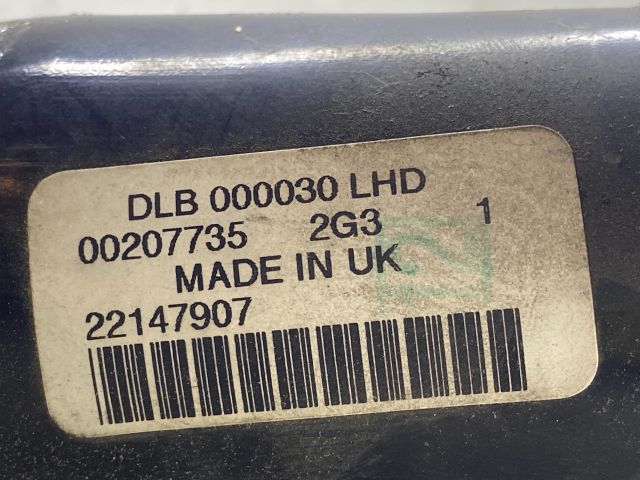 DLB 000030 LHD
00207735 2G3 1
MADE IN UK
22147907